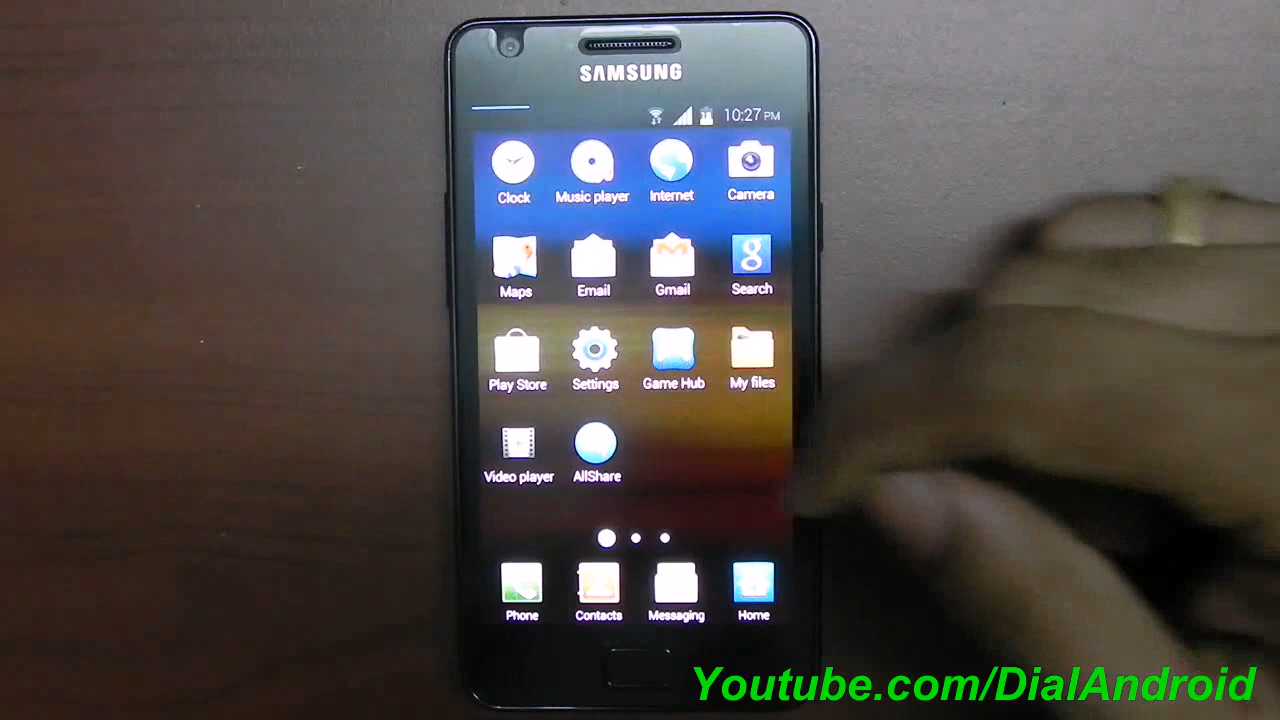 SAMSUNG
10:27 PM
Clock Music player Internet Camera
Maps Email Gmail Search
Play Store Settings Game Hub My files
Video player AllShare
Phone Contacts Messaging Home
Youtube.com/DialAndroid